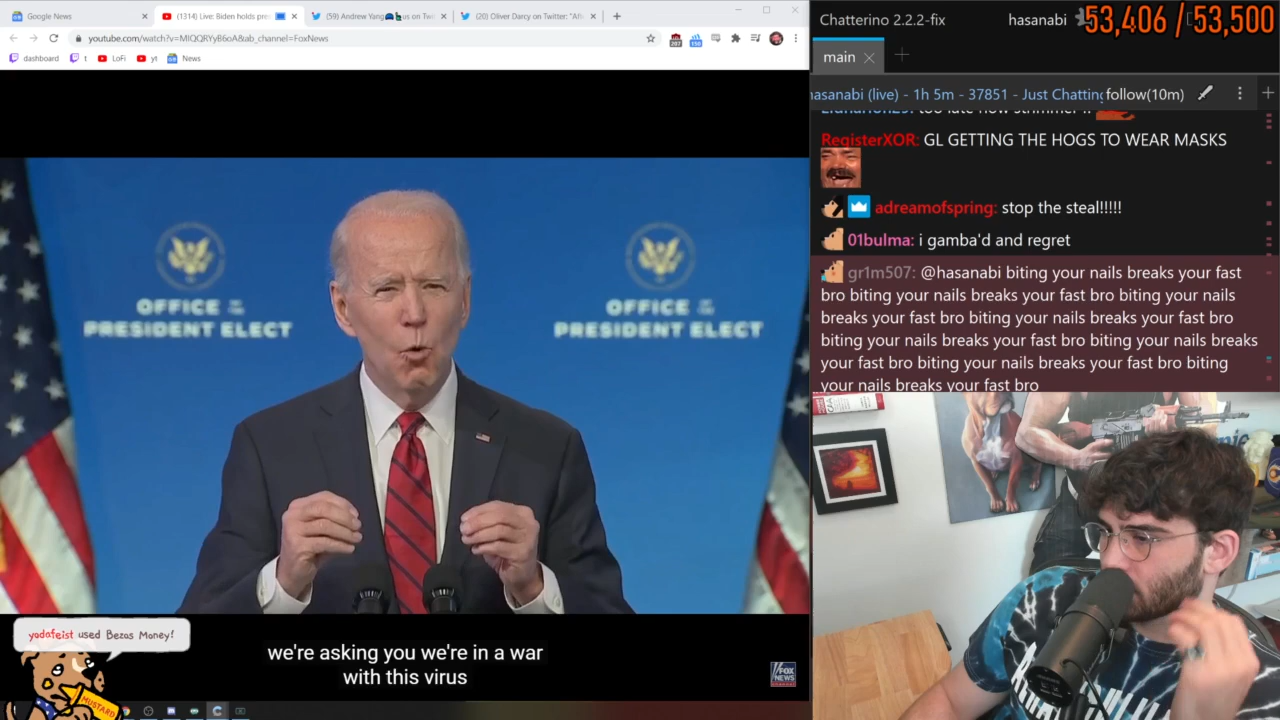 Google News
(1314) Live: Biden holds pres
(59) Andrew Yang us on Twi
(20) Oliver Darcy on Twitter: "Aft
youtube.com/watch?v=MlQQRYyB6oA&ab_channel=FoxNews
dashboard
t
LoFi
yt
News
Chatterino 2.2.2-fix
hasanabi
53,406 / 53,500
main
hasanabi (live) - 1h 5m - 37851 - Just Chatting
follow(10m)
RegisterXOR: GL GETTING THE HOGS TO WEAR MASKS
adreamofspring: stop the steal!!!!!
01bulma: i gamba'd and regret
gr1m507: @hasanabi biting your nails breaks your fast
bro biting your nails breaks your fast bro biting your nails
breaks your fast bro biting your nails breaks your fast bro
biting your nails breaks your fast bro biting your nails breaks
your fast bro biting your nails breaks your fast bro biting
your nails breaks your fast bro
OFFICE OF THE
PRESIDENT ELECT
OFFICE OF THE
PRESIDENT ELECT
yodafeist used Bezos Money!
MUSTARD
we're asking you we're in a war
with this virus
FOX
NEWS